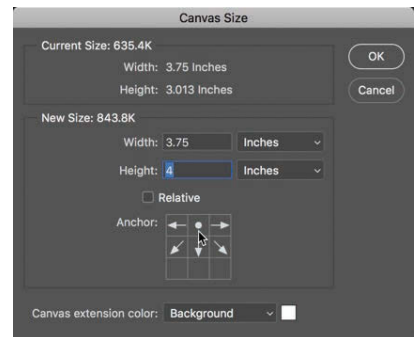 Canvas Size
Current Size: 635.4K
OK
Width: 3.75 Inches
Height: 3.013 Inches
Cancel
New Size: 843.8K
Width: 3.75 Inches
Height: 4 Inches
Relative
Anchor:
Canvas extension color: Background